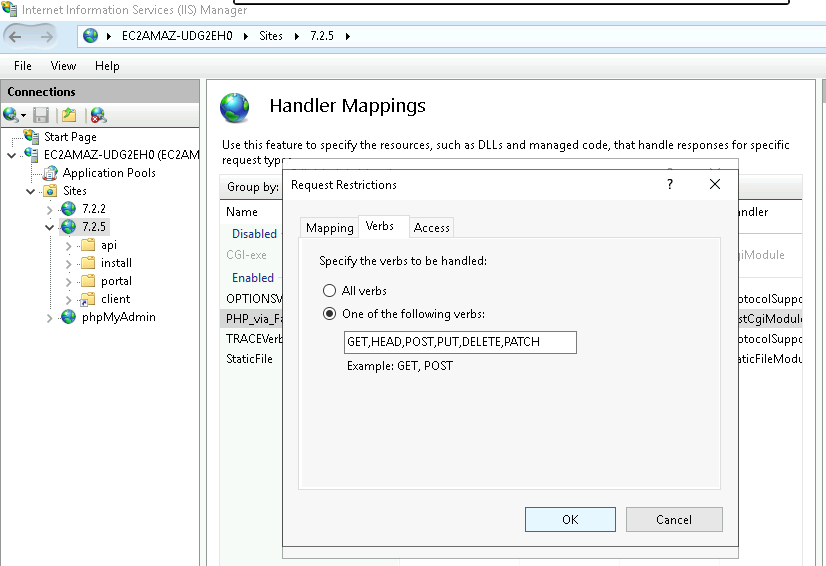 Internet Information Services (IIS) Manager
EC2AMAZ-UDG2EH0 Sites 7.2.5
File View Help
Connections
Start Page
EC2AMAZ-UDG2EH0 (EC2AM
Application Pools
Sites
7.2.2
7.2.5
api
install
portal
client
phpMyAdmin
Handler Mappings
Use this feature to specify the resources, such as DLLs and managed code, that handle responses for specific
request
Group by:
Name
Disabled
CGI-exe
Enabled
OPTIONSV
PHP_via_Fa
TRACEVerb
StaticFile
andler
giModule
otocolSuppo
stCgiModule
otocolSuppo
aticFileModu
Request Restrictions
?
Mapping Verbs Access
Specify the verbs to be handled:
All verbs
One of the following verbs:
GET,HEAD,POST,PUT,DELETE,PATCH
Example: GET, POST
OK Cancel